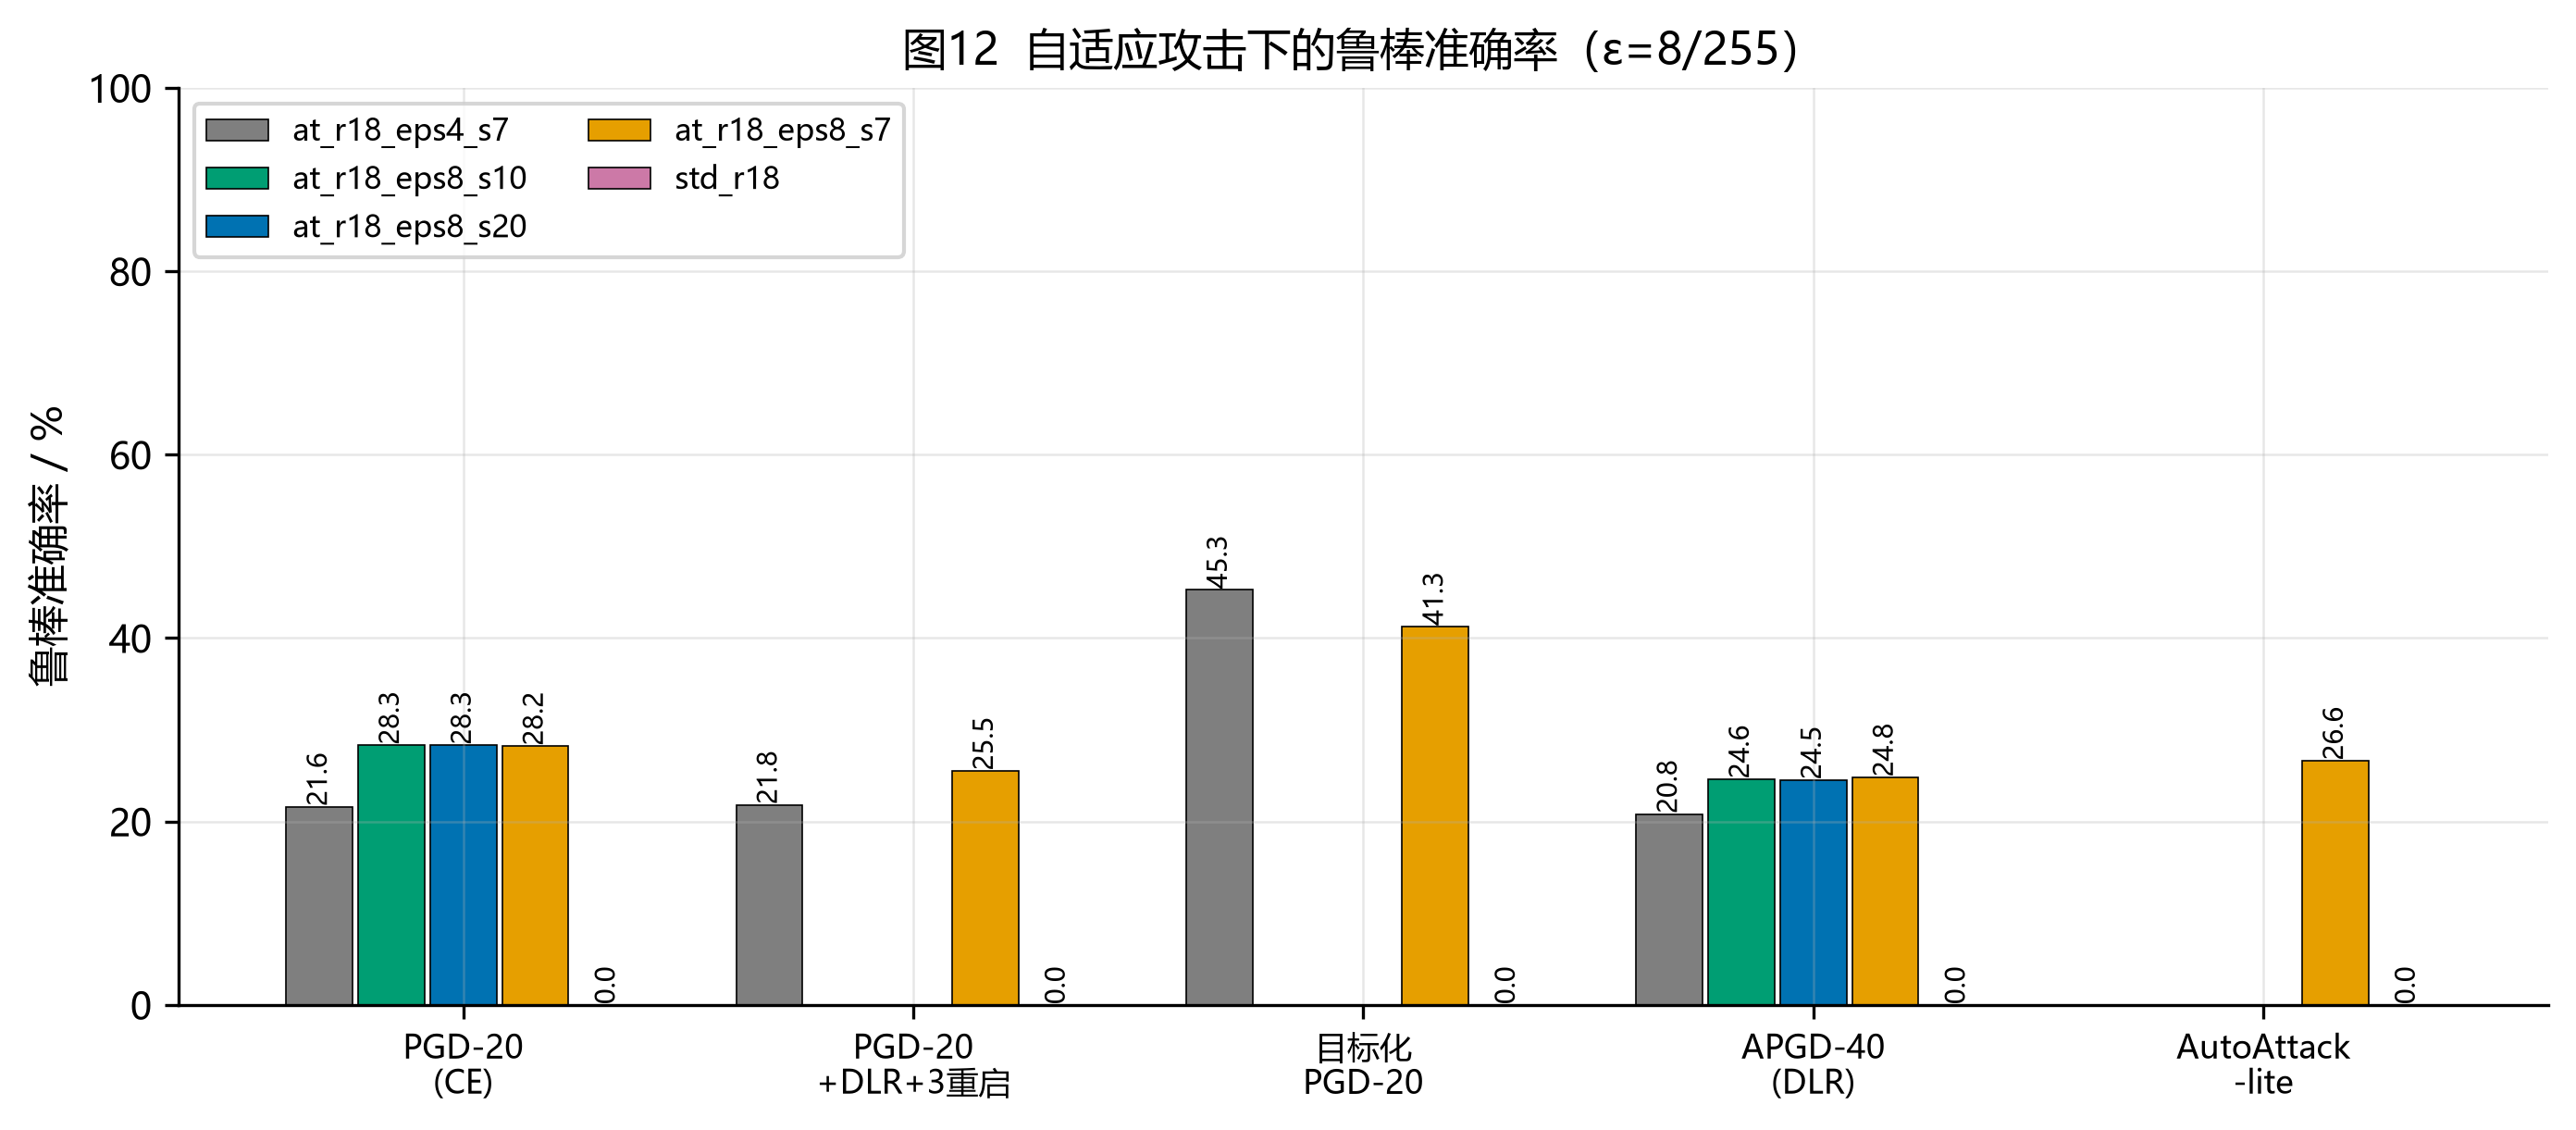 图12 自适应攻击下的鲁棒准确率（ε=8/255）
鲁棒准确率 / %
100
80
60
40
20
0
at_r18_eps4_s7
at_r18_eps8_s10
at_r18_eps8_s20
at_r18_eps8_s7
std_r18
21.6
28.3
28.3
28.2
0.0
21.8
25.5
0.0
45.3
41.3
0.0
20.8
24.6
24.5
24.8
0.0
26.6
0.0
PGD-20
(CE)
PGD-20
+DLR+3重启
目标化
PGD-20
APGD-40
(DLR)
AutoAttack
-lite